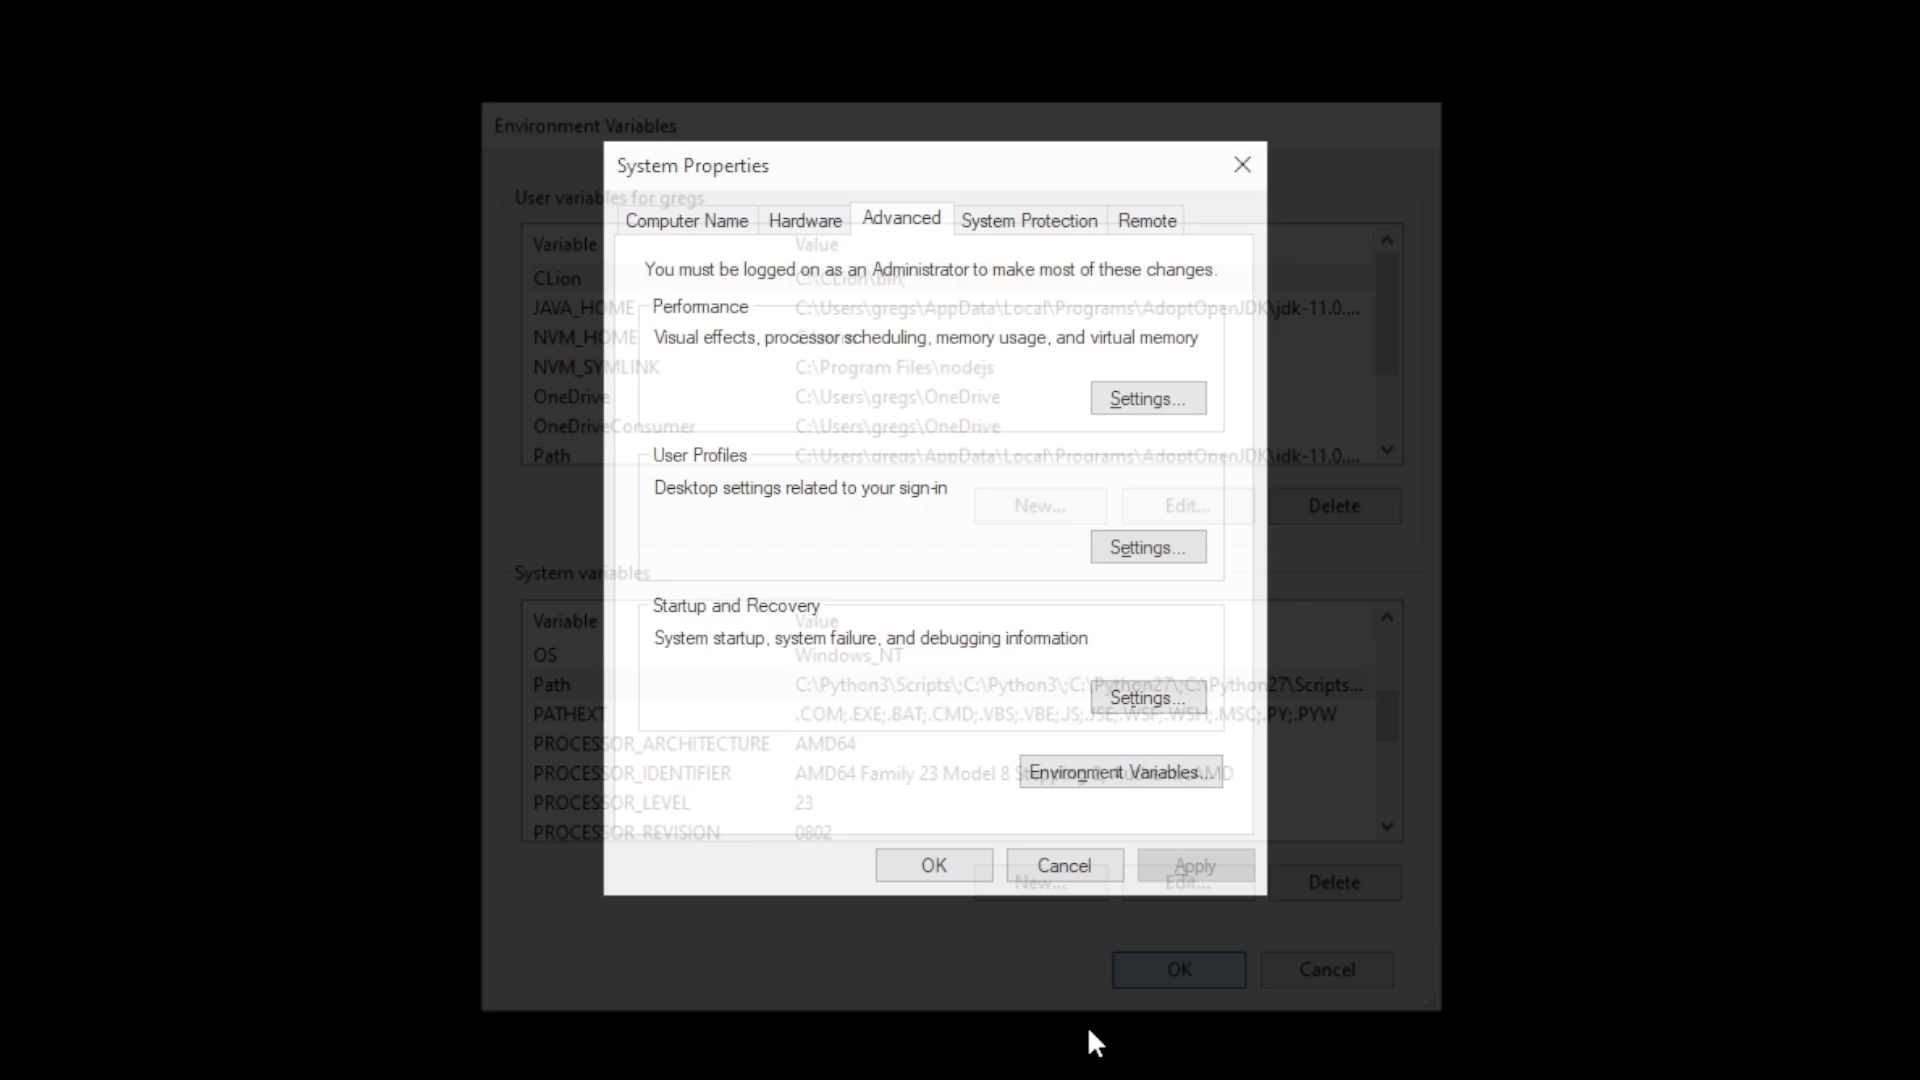 Environment Variables
System Properties
User variables for gregs
Computer Name Hardware Advanced System Protection Remote
Variable Value
You must be logged on as an Administrator to make most of these changes.
CLion C:\CLion\bin;
Performance
JAVA_HOME C:\Users\gregs\AppData\Local\Programs\AdoptOpenJDK\jdk-11.0....
Visual effects, processor scheduling, memory usage, and virtual memory
NVM_HOME
NVM_SYMLINK C:\Program Files\nodejs
OneDrive C:\Users\gregs\OneDrive
Settings...
OneDriveConsumer C:\Users\gregs\OneDrive
User Profiles
Path C:\Users\gregs\AppData\Local\Programs\AdoptOpenJDK\jdk-11.0....
Desktop settings related to your sign-in
New... Edit... Delete
Settings...
System variables
Startup and Recovery
Variable Value
System startup, system failure, and debugging information
OS Windows_NT
Path C:\Python3\Scripts\;C:\Python3\;C:\Python27\;C:\Python27\Scripts...
Settings...
PATHEXT .COM;.EXE;.BAT;.CMD;.VBS;.VBE;.JS;.JSE;.WSF;.WSH;.MSC;.PY;.PYW
PROCESSOR_ARCHITECTURE AMD64
PROCESSOR_IDENTIFIER AMD64 Family 23 Model 8
Environment Variables...
PROCESSOR_LEVEL 23
PROCESSOR_REVISION 0802
OK Cancel Apply
New... Edit... Delete
OK Cancel